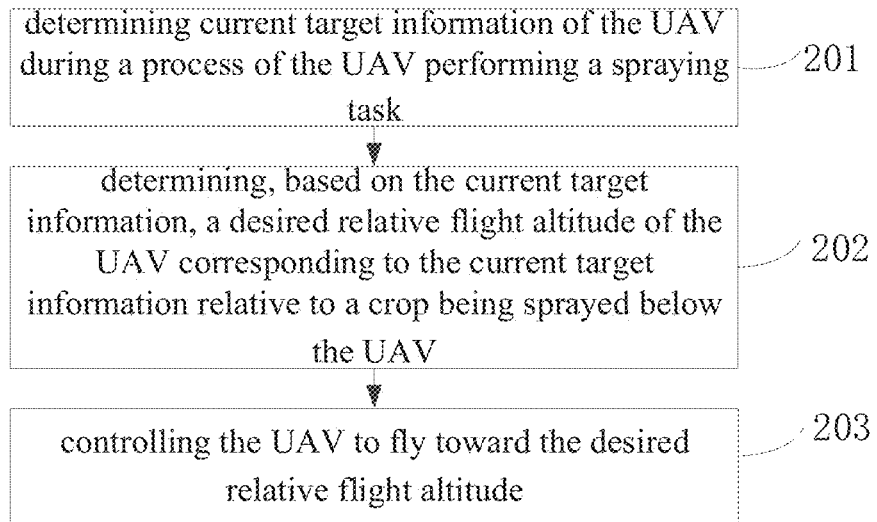 determining current target information of the UAV
during a process of the UAV performing a spraying
task
201
determining, based on the current target
information, a desired relative flight altitude of the
UAV corresponding to the current target
information relative to a crop being sprayed below
the UAV
202
controlling the UAV to fly toward the desired
relative flight altitude
203